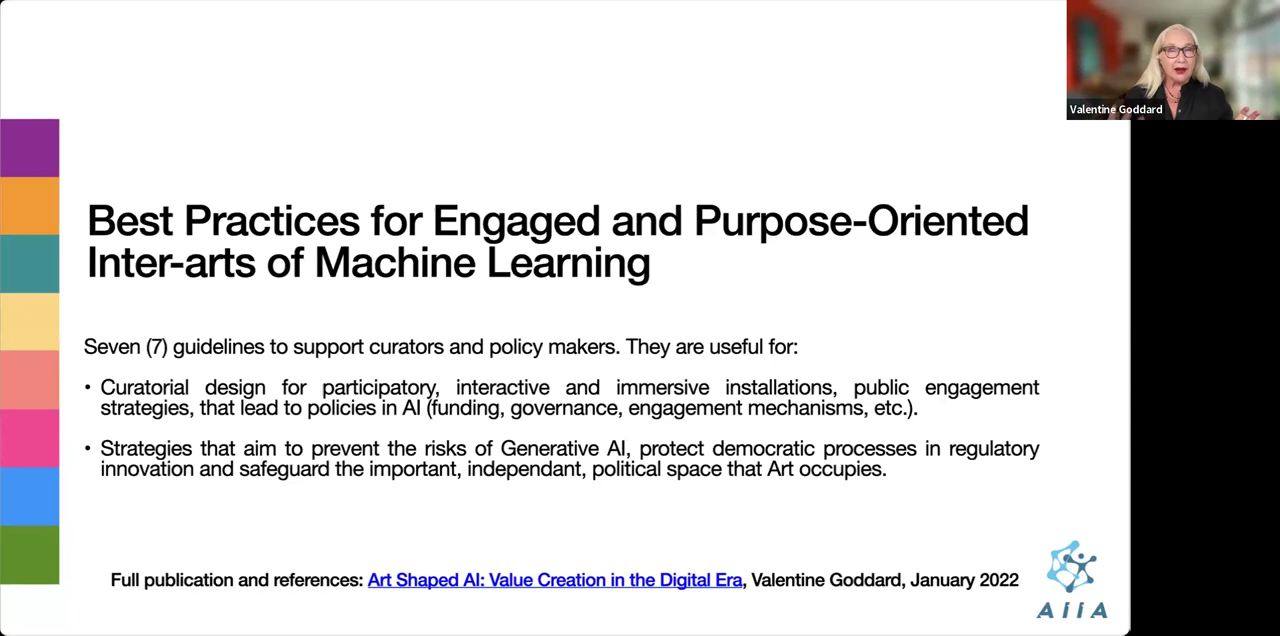 Valentine Goddard
Best Practices for Engaged and Purpose-Oriented
Inter-arts of Machine Learning
Seven (7) guidelines to support curators and policy makers. They are useful for:
• Curatorial design for participatory, interactive and immersive installations, public engagement
strategies, that lead to policies in AI (funding, governance, engagement mechanisms, etc.).
• Strategies that aim to prevent the risks of Generative AI, protect democratic processes in regulatory
innovation and safeguard the important, independant, political space that Art occupies.
Full publication and references: Art Shaped AI: Value Creation in the Digital Era, Valentine Goddard, January 2022
AiiA